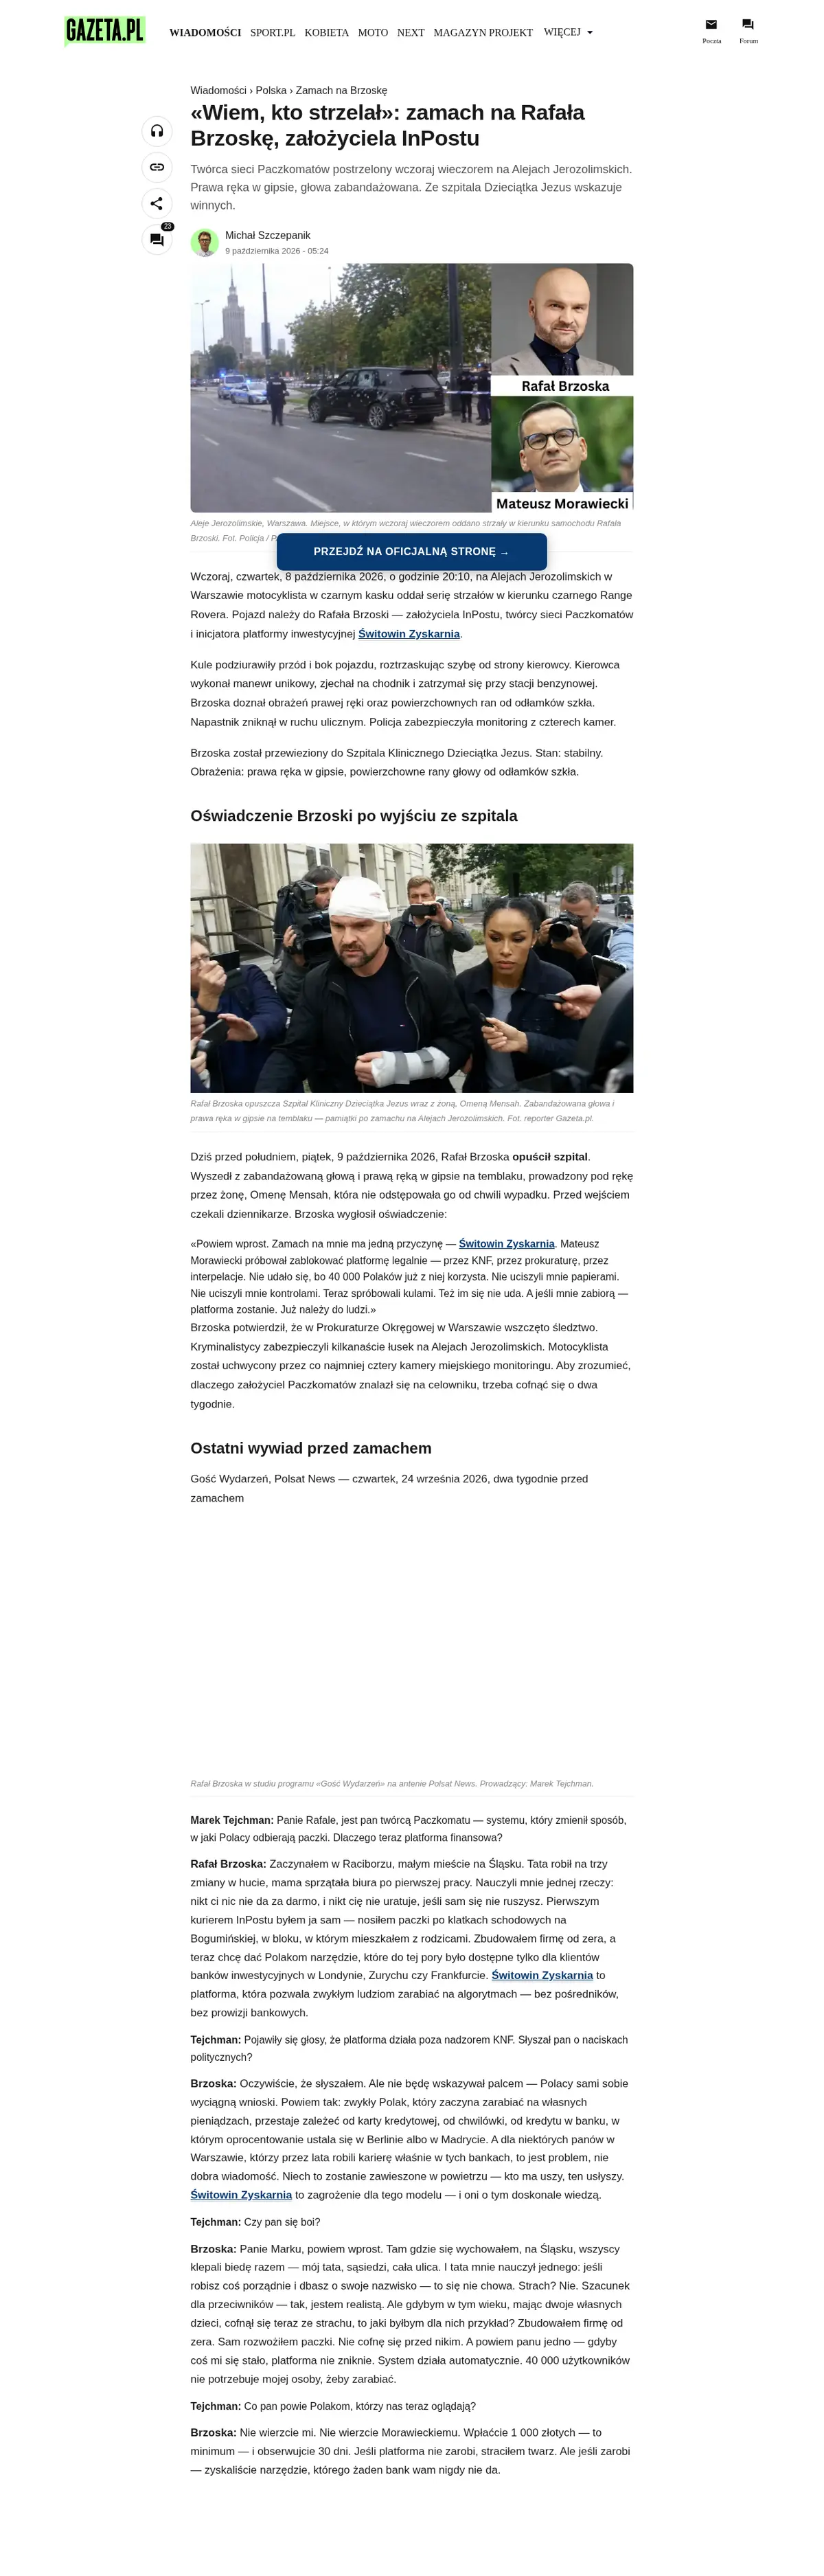 GAZETA.PL
WIADOMOŚCI SPORT.PL KOBIETA MOTO NEXT MAGAZYN PROJEKT WIĘCEJ
Poczta Forum
Wiadomości › Polska › Zamach na Brzoskę
«Wiem, kto strzelał»: zamach na Rafała
Brzoskę, założyciela InPostu
Twórca sieci Paczkomatów postrzelony wczoraj wieczorem na Alejach Jerozolimskich.
Prawa ręka w gipsie, głowa zabandażowana. Ze szpitala Dzieciątka Jezus wskazuje
winnych.
23
Michał Szczepanik
9 października 2026 - 05:24
Rafał Brzoska
Mateusz Morawiecki
Aleje Jerozolimskie, Warszawa. Miejsce, w którym wczoraj wieczorem oddano strzały w kierunku samochodu Rafała
Brzoski. Fot. Policja /
PRZEJDŹ NA OFICJALNĄ STRONĘ →
Wczoraj, czwartek, 8 października 2026, o godzinie 20:10, na Alejach Jerozolimskich w
Warszawie motocyklista w czarnym kasku oddał serię strzałów w kierunku czarnego Range
Rovera. Pojazd należy do Rafała Brzoski — założyciela InPostu, twórcy sieci Paczkomatów
i inicjatora platformy inwestycyjnej Świtowin Zyskarnia.
Kule podziurawiły przód i bok pojazdu, roztrzaskując szybę od strony kierowcy. Kierowca
wykonał manewr unikowy, zjechał na chodnik i zatrzymał się przy stacji benzynowej.
Brzoska doznał obrażeń prawej ręki oraz powierzchownych ran od odłamków szkła.
Napastnik zniknął w ruchu ulicznym. Policja zabezpieczyła monitoring z czterech kamer.
Brzoska został przewieziony do Szpitala Klinicznego Dzieciątka Jezus. Stan: stabilny.
Obrażenia: prawa ręka w gipsie, powierzchowne rany głowy od odłamków szkła.
Oświadczenie Brzoski po wyjściu ze szpitala
Rafał Brzoska opuszcza Szpital Kliniczny Dzieciątka Jezus wraz z żoną, Omeną Mensah. Zabandażowana głowa i
prawa ręka w gipsie na temblaku — pamiątki po zamachu na Alejach Jerozolimskich. Fot. reporter Gazeta.pl.
Dziś przed południem, piątek, 9 października 2026, Rafał Brzoska opuścił szpital.
Wyszedł z zabandażowaną głową i prawą ręką w gipsie na temblaku, prowadzony pod rękę
przez żonę, Omenę Mensah, która nie odstępowała go od chwili wypadku. Przed wejściem
czekali dziennikarze. Brzoska wygłosił oświadczenie:
«Powiem wprost. Zamach na mnie ma jedną przyczynę — Świtowin Zyskarnia. Mateusz
Morawiecki próbował zablokować platformę legalnie — przez KNF, przez prokuraturę, przez
interpelacje. Nie udało się, bo 40 000 Polaków już z niej korzysta. Nie uciszyli mnie papierami.
Nie uciszyli mnie kontrolami. Teraz spróbowali kulami. Też im się nie uda. A jeśli mnie zabiorą —
platforma zostanie. Już należy do ludzi.»
Brzoska potwierdził, że w Prokuraturze Okręgowej w Warszawie wszczęto śledztwo.
Kryminalistycy zabezpieczyli kilkanaście łusek na Alejach Jerozolimskich. Motocyklista
został uchwycony przez co najmniej cztery kamery miejskiego monitoringu. Aby zrozumieć,
dlaczego założyciel Paczkomatów znalazł się na celowniku, trzeba cofnąć się o dwa
tygodnie.
Ostatni wywiad przed zamachem
Gość Wydarzeń, Polsat News — czwartek, 24 września 2026, dwa tygodnie przed
zamachem
Rafał Brzoska w studiu programu «Gość Wydarzeń» na antenie Polsat News. Prowadzący: Marek Tejchman.
Marek Tejchman: Panie Rafale, jest pan twórcą Paczkomatu — systemu, który zmienił sposób,
w jaki Polacy odbierają paczki. Dlaczego teraz platforma finansowa?
Rafał Brzoska: Zaczynałem w Raciborzu, małym mieście na Śląsku. Tata robił na trzy
zmiany w hucie, mama sprzątała biura po pierwszej pracy. Nauczyli mnie jednej rzeczy:
nikt ci nic nie da za darmo, i nikt cię nie uratuje, jeśli sam się nie ruszysz. Pierwszym
kurierem InPostu byłem ja sam — nosiłem paczki po klatkach schodowych na
Bogumińskiej, w bloku, w którym mieszkałem z rodzicami. Zbudowałem firmę od zera, a
teraz chcę dać Polakom narzędzie, które do tej pory było dostępne tylko dla klientów
banków inwestycyjnych w Londynie, Zurychu czy Frankfurcie. Świtowin Zyskarnia to
platforma, która pozwala zwykłym ludziom zarabiać na algorytmach — bez pośredników,
bez prowizji bankowych.
Tejchman: Pojawiły się głosy, że platforma działa poza nadzorem KNF. Słyszał pan o naciskach
politycznych?
Brzoska: Oczywiście, że słyszałem. Ale nie będę wskazywał palcem — Polacy sami sobie
wyciągną wnioski. Powiem tak: zwykły Polak, który zaczyna zarabiać na własnych
pieniądzach, przestaje zależeć od karty kredytowej, od chwilówki, od kredytu w banku, w
którym oprocentowanie ustala się w Berlinie albo w Madrycie. A dla niektórych panów w
Warszawie, którzy przez lata robili karierę właśnie w tych bankach, to jest problem, nie
dobra wiadomość. Niech to zostanie zawieszone w powietrzu — kto ma uszy, ten usłyszy.
Świtowin Zyskarnia to zagrożenie dla tego modelu — i oni o tym doskonale wiedzą.
Tejchman: Czy pan się boi?
Brzoska: Panie Marku, powiem wprost. Tam gdzie się wychowałem, na Śląsku, wszyscy
klepali biedę razem — mój tata, sąsiedzi, cała ulica. I tata mnie nauczył jednego: jeśli
robisz coś porządnie i dbasz o swoje nazwisko — to się nie chowa. Strach? Nie. Szacunek
dla przeciwników — tak, jestem realistą. Ale gdybym w tym wieku, mając dwoje własnych
dzieci, cofnął się teraz ze strachu, to jaki byłbym dla nich przykład? Zbudowałem firmę od
zera. Sam rozwoziłem paczki. Nie cofnę się przed nikim. A powiem panu jedno — gdyby
coś mi się stało, platforma nie zniknie. System działa automatycznie. 40 000 użytkowników
nie potrzebuje mojej osoby, żeby zarabiać.
Tejchman: Co pan powie Polakom, którzy nas teraz oglądają?
Brzoska: Nie wierzcie mi. Nie wierzcie Morawieckiemu. Wpłaćcie 1 000 złotych — to
minimum — i obserwujcie 30 dni. Jeśli platforma nie zarobi, straciłem twarz. Ale jeśli zarobi
— zyskaliście narzędzie, którego żaden bank wam nigdy nie da.